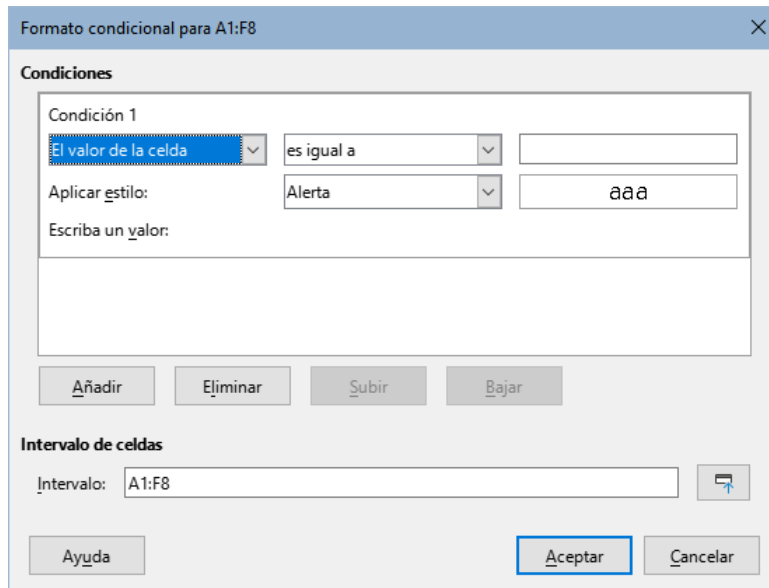 Formato condicional para A1:F8
Condiciones
Condición 1
El valor de la celda es igual a
Aplicar estilo: Alerta aaa
Escriba un valor:
Añadir Eliminar Subir Bajar
Intervalo de celdas
Intervalo: A1:F8
Ayuda Aceptar Cancelar